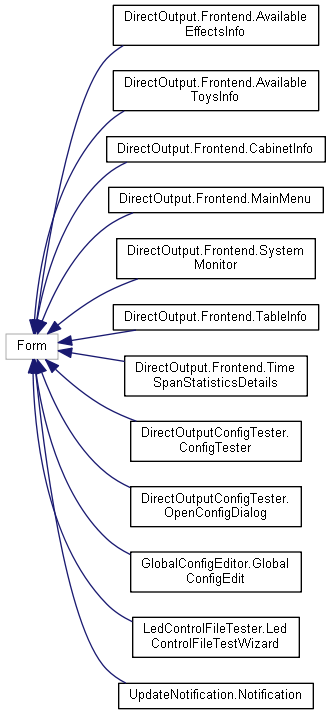 DirectOutput.Frontend.Available
EffectsInfo
DirectOutput.Frontend.Available
ToysInfo
DirectOutput.Frontend.CabinetInfo
DirectOutput.Frontend.MainMenu
DirectOutput.Frontend.System
Monitor
DirectOutput.Frontend.TableInfo
Form
DirectOutput.Frontend.Time
SpanStatisticsDetails
DirectOutputConfigTester.
ConfigTester
DirectOutputConfigTester.
OpenConfigDialog
GlobalConfigEditor.Global
ConfigEdit
LedControlFileTester.Led
ControlFileTestWizard
UpdateNotification.Notification